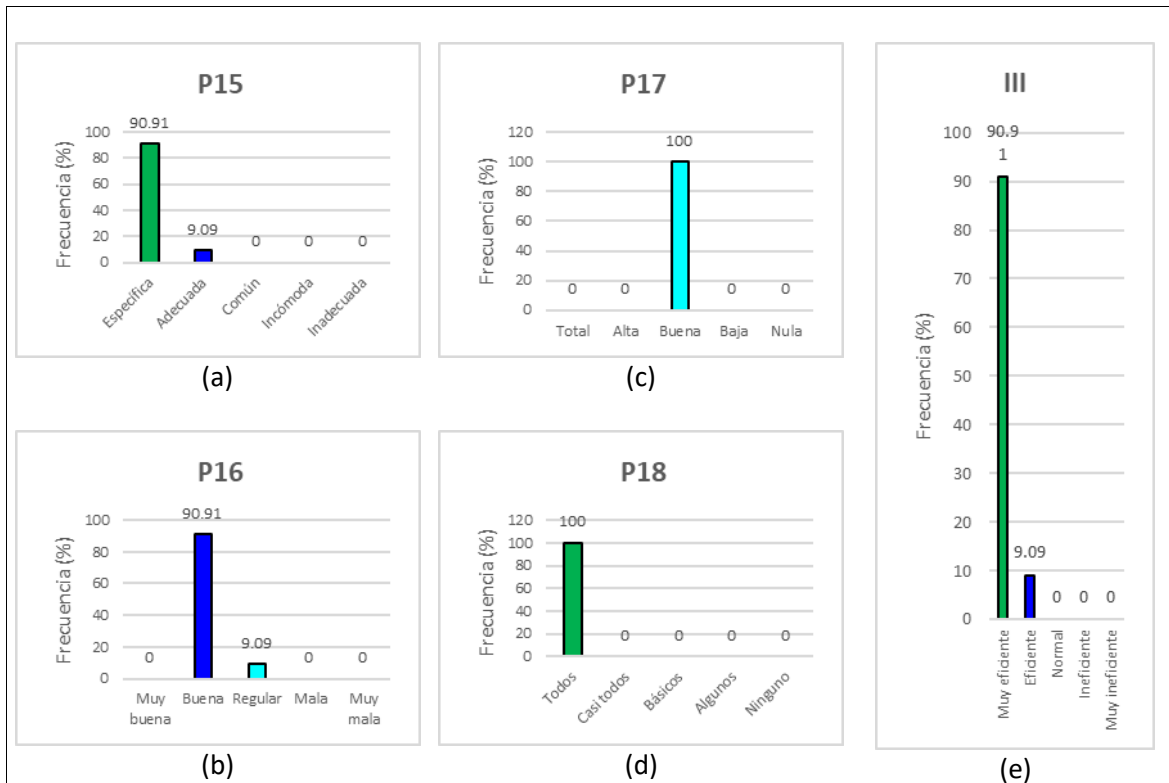 P15
Frecuencia (%)
100
80
60
40
20
0
90.91
9.09
0
0
0
Específica
Adecuada
Común
Incómoda
Inadecuada
(a)
P17
Frecuencia (%)
120
100
80
60
40
20
0
0
0
100
0
0
Total
Alta
Buena
Baja
Nula
(c)
P16
Frecuencia (%)
100
80
60
40
20
0
0
90.91
9.09
0
0
Muy buena
Buena
Regular
Mala
Muy mala
(b)
P18
Frecuencia (%)
120
100
80
60
40
20
0
100
0
0
0
0
Todos
Casi todos
Básicos
Algunos
Ninguno
(d)
III
Frecuencia (%)
100
90
80
70
60
50
40
30
20
10
0
90.9
1
9.09
0
0
0
Muy eficiente
Eficiente
Normal
Ineficiente
Muy ineficiente
(e)